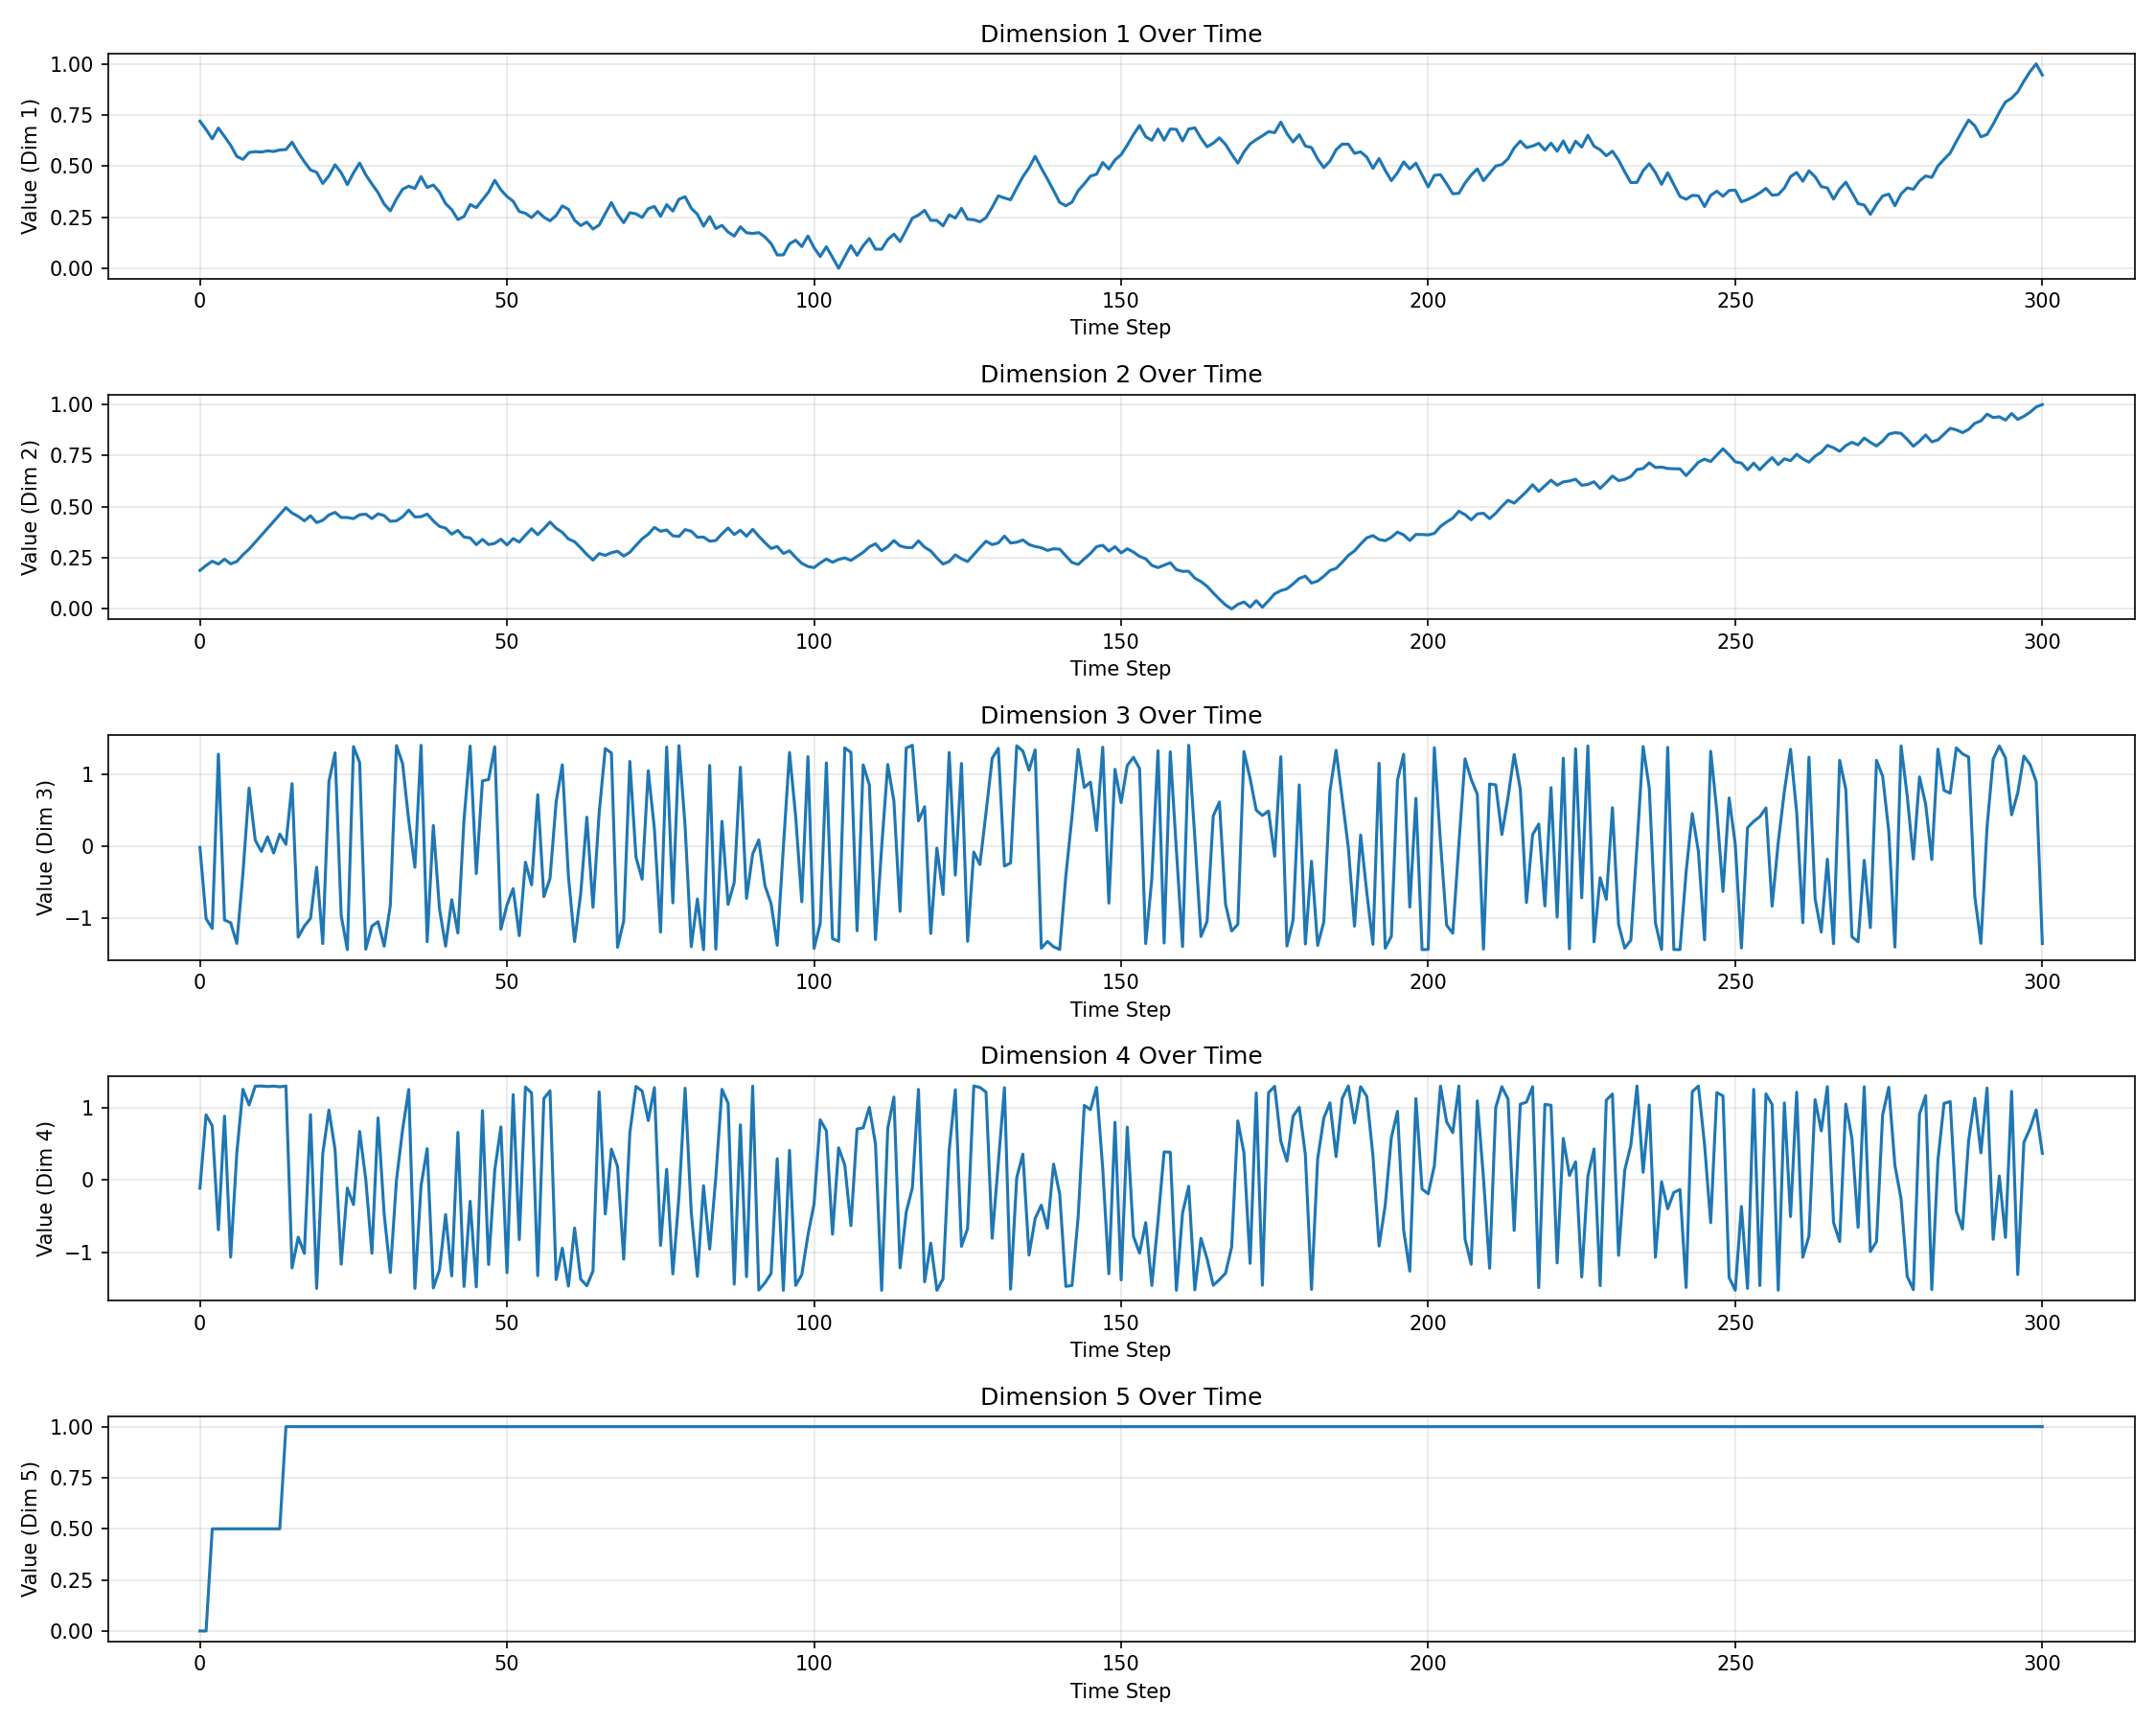 Dimension 1 Over Time
1.00
0.75
0.50
0.25
0.00
Value (Dim 1)
0 50 100 150 200 250 300
Time Step
Dimension 2 Over Time
1.00
0.75
0.50
0.25
0.00
Value (Dim 2)
0 50 100 150 200 250 300
Time Step
Dimension 3 Over Time
1
0
−1
Value (Dim 3)
0 50 100 150 200 250 300
Time Step
Dimension 4 Over Time
1
0
−1
Value (Dim 4)
0 50 100 150 200 250 300
Time Step
Dimension 5 Over Time
1.00
0.75
0.50
0.25
0.00
Value (Dim 5)
0 50 100 150 200 250 300
Time Step